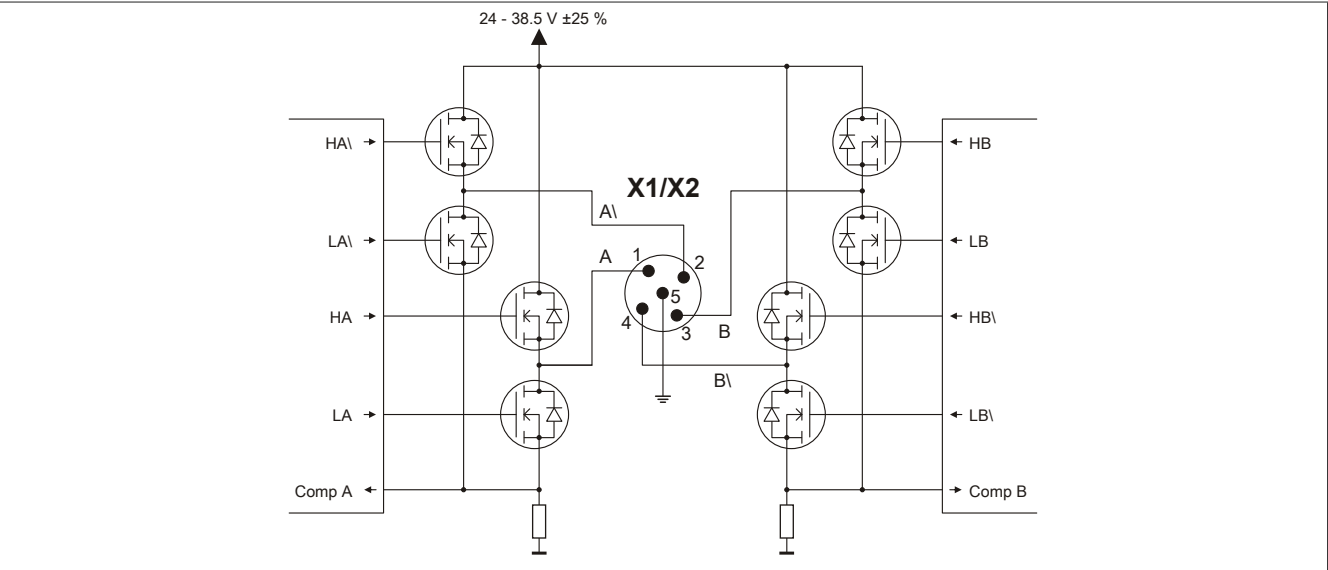 24 - 38.5 V ±25 %
HA\
HB
X1/X2
A\
LA\
LB
A
1
2
5
HA
4
3
B
HB\
B\
LA
LB\
Comp A
Comp B